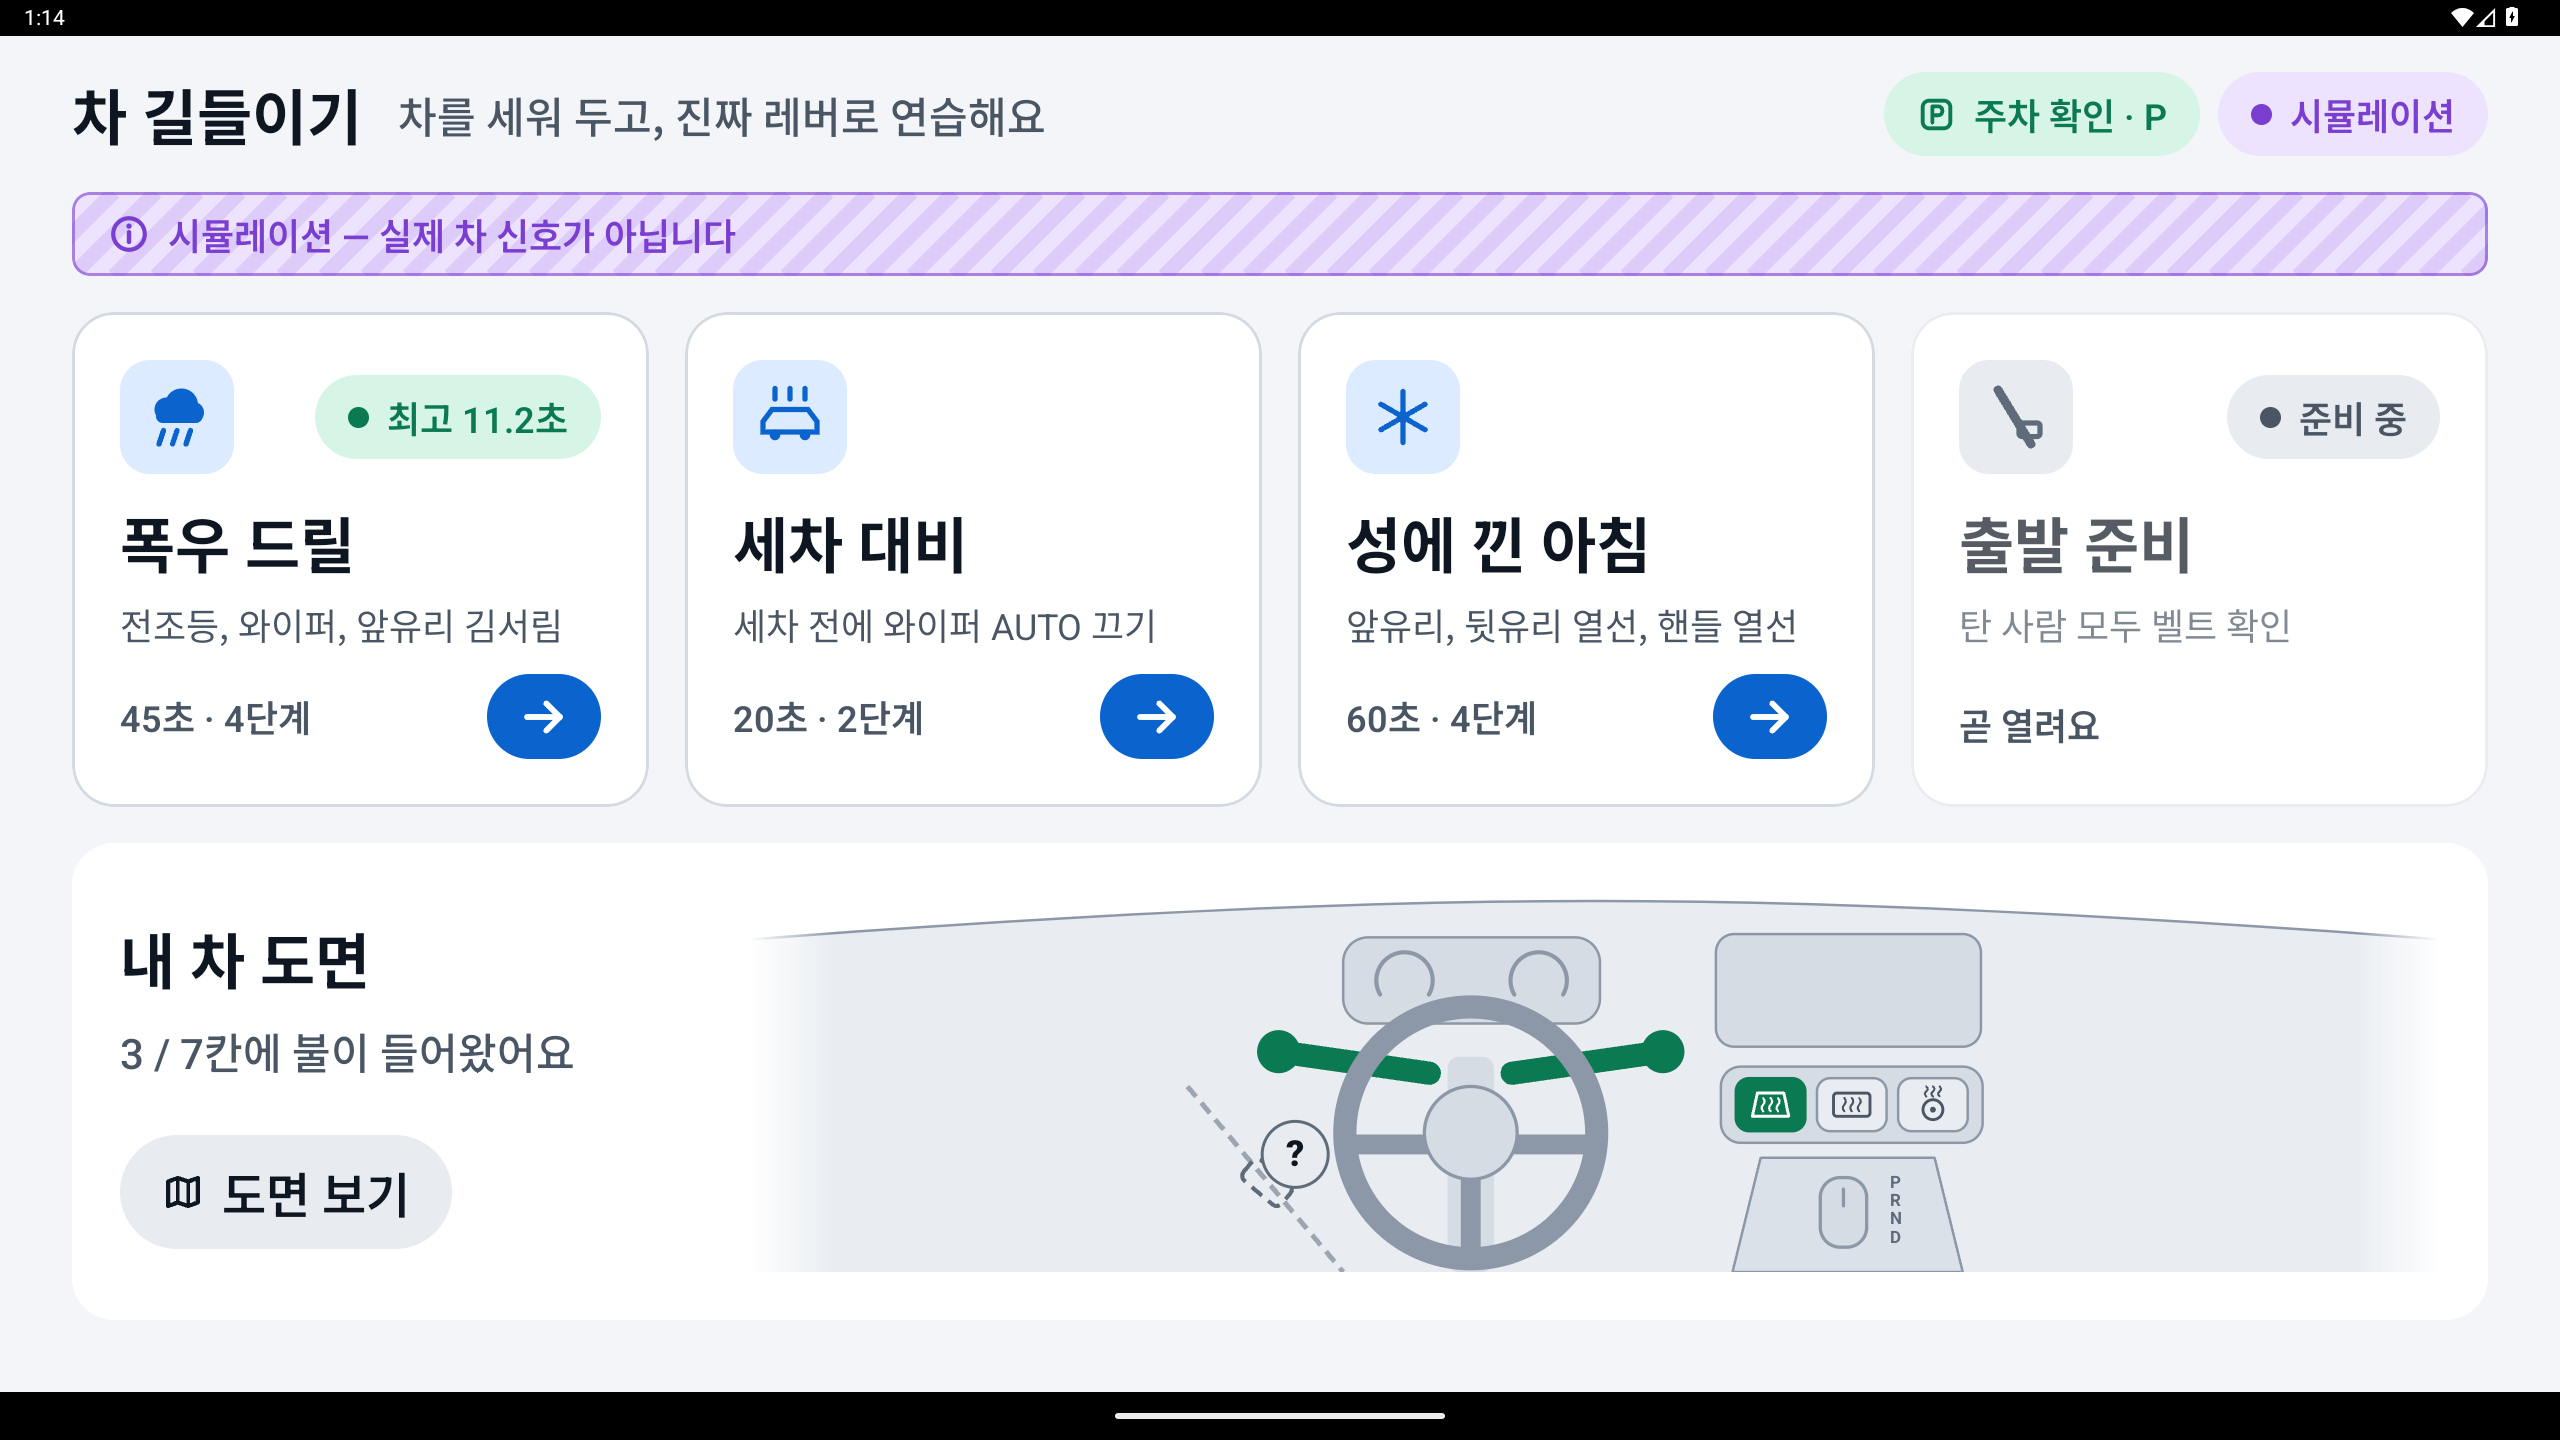 1:14
차 길들이기
차를 세워 두고, 진짜 레버로 연습해요
주차 확인 · P
시뮬레이션
시뮬레이션 — 실제 차 신호가 아닙니다
최고 11.2초
폭우 드릴
전조등, 와이퍼, 앞유리 김서림
45초 · 4단계
세차 대비
세차 전에 와이퍼 AUTO 끄기
20초 · 2단계
성에 낀 아침
앞유리, 뒷유리 열선, 핸들 열선
60초 · 4단계
준비 중
출발 준비
탄 사람 모두 벨트 확인
곧 열려요
내 차 도면
3 / 7칸에 불이 들어왔어요
도면 보기
?
P
R
N
D